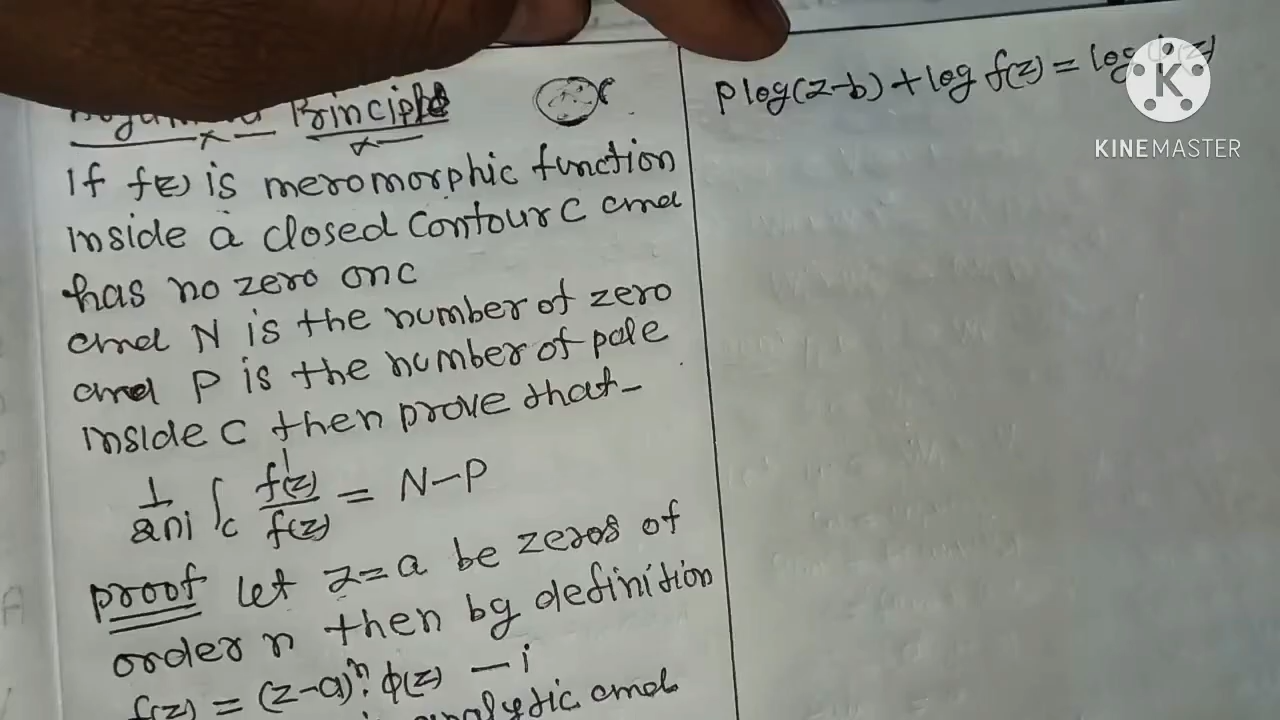 Principle
If f(z) is meromorphic function
inside a closed Contour C and
has no zero on C
and N is the number of zero
and P is the number of pole
inside C then prove that-
1/2πi ∫_C f'(z)/f(z) = N-P
proof Let z=a be zeros of
order n then by definition
f(z) = (z-a)^n. φ(z) -i
analytic and
C
p log(z-b) + log f(z) = log
K
KINEMASTER